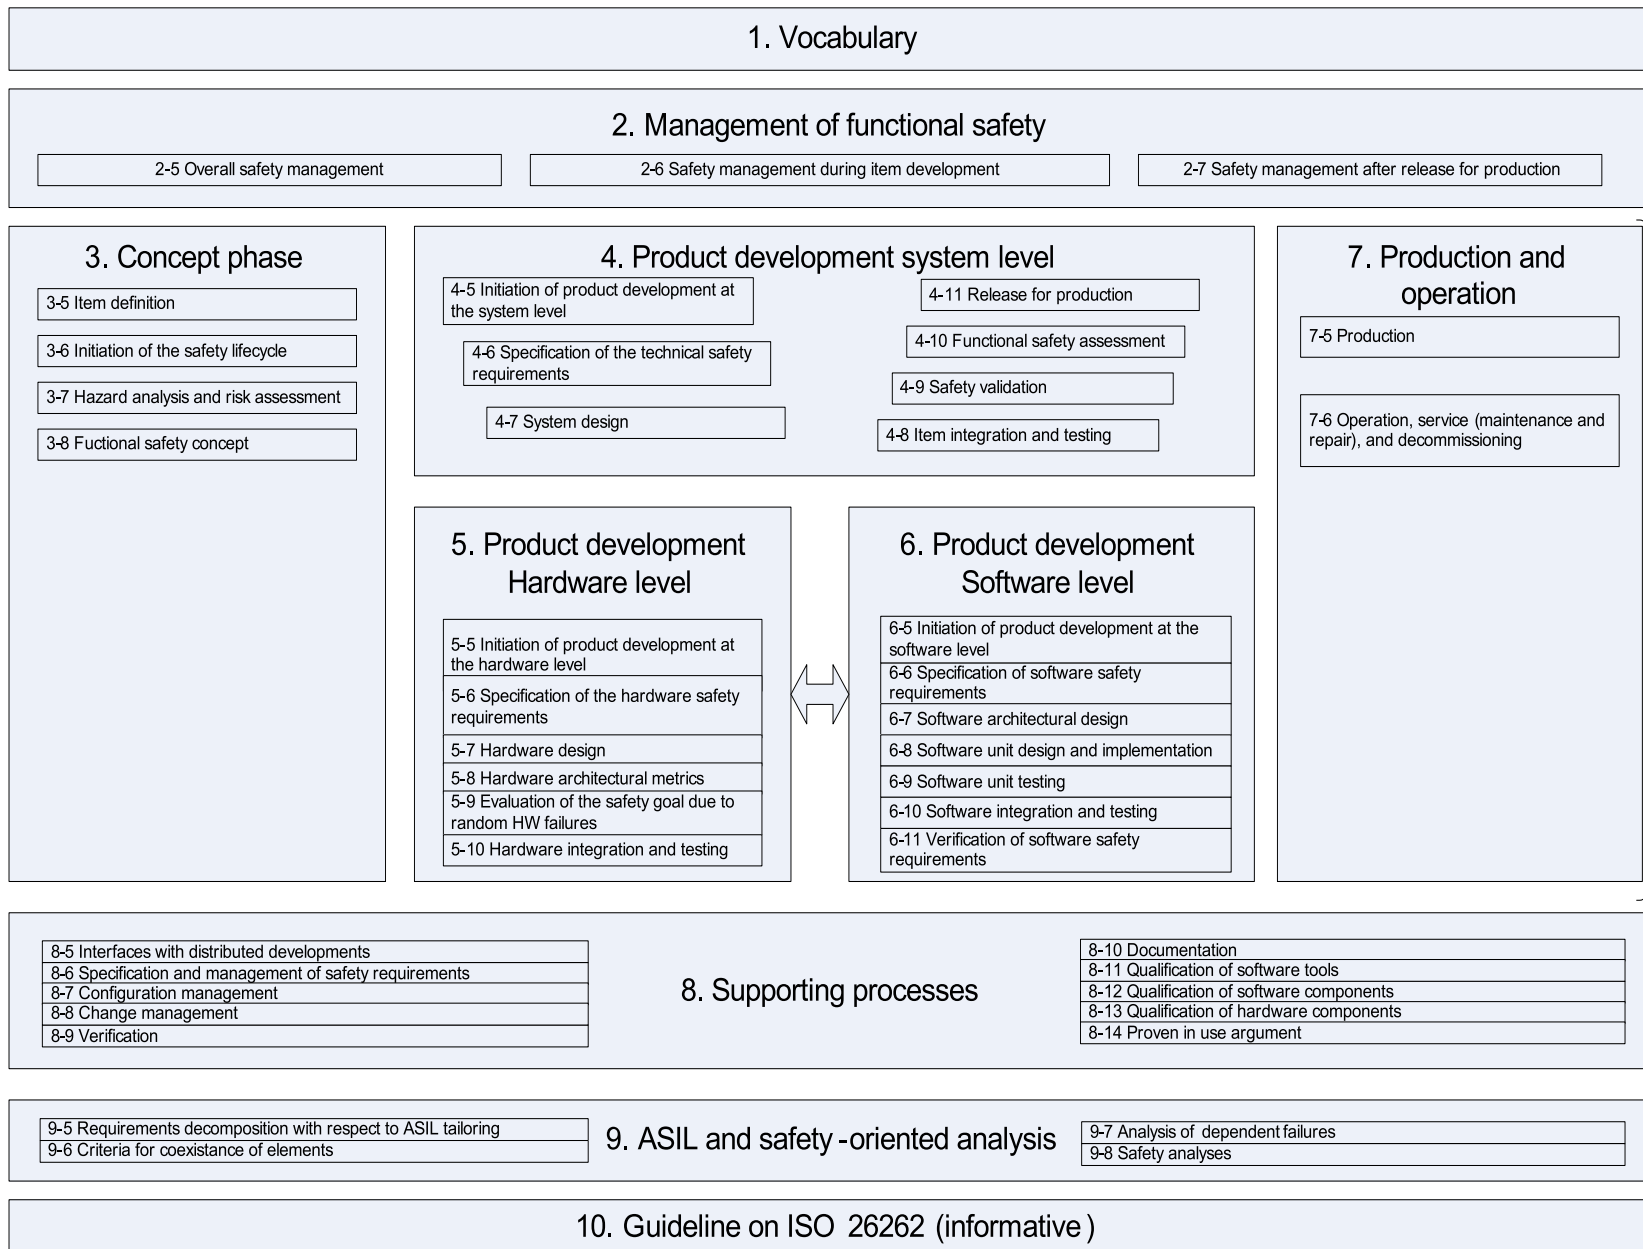 1. Vocabulary
2. Management of functional safety
2-5 Overall safety management
2-6 Safety management during item development
2-7 Safety management after release for production
3. Concept phase
3-5 Item definition
3-6 Initiation of the safety lifecycle
3-7 Hazard analysis and risk assessment
3-8 Fuctional safety concept
4. Product development system level
4-5 Initiation of product development at
the system level
4-6 Specification of the technical safety
requirements
4-7 System design
4-11 Release for production
4-10 Functional safety assessment
4-9 Safety validation
4-8 Item integration and testing
7. Production and
operation
7-5 Production
7-6 Operation, service (maintenance and
repair), and decommissioning
5. Product development
Hardware level
5-5 Initiation of product development at
the hardware level
5-6 Specification of the hardware safety
requirements
5-7 Hardware design
5-8 Hardware architectural metrics
5-9 Evaluation of the safety goal due to
random HW failures
5-10 Hardware integration and testing
6. Product development
Software level
6-5 Initiation of product development at the
software level
6-6 Specification of software safety
requirements
6-7 Software architectural design
6-8 Software unit design and implementation
6-9 Software unit testing
6-10 Software integration and testing
6-11 Verification of software safety
requirements
8-5 Interfaces with distributed developments
8-6 Specification and management of safety requirements
8-7 Configuration management
8-8 Change management
8-9 Verification
8. Supporting processes
8-10 Documentation
8-11 Qualification of software tools
8-12 Qualification of software components
8-13 Qualification of hardware components
8-14 Proven in use argument
9-5 Requirements decomposition with respect to ASIL tailoring
9-6 Criteria for coexistance of elements
9. ASIL and safety-oriented analysis
9-7 Analysis of dependent failures
9-8 Safety analyses
10. Guideline on ISO 26262 (informative)